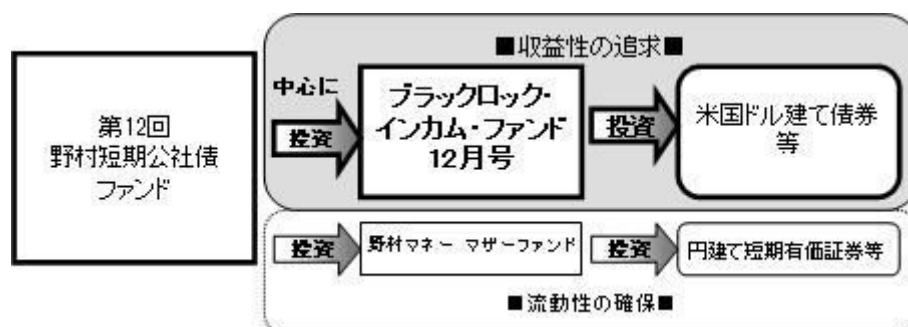 ■収益性の追求■
第12回
野村短期公社債
ファンド
中心に
投資
ブラックロック・
インカム・ファンド
12月号
投資
米国ドル建て債券
等
投資
野村マネー マザーファンド
投資
円建て短期有価証券等
■流動性の確保■